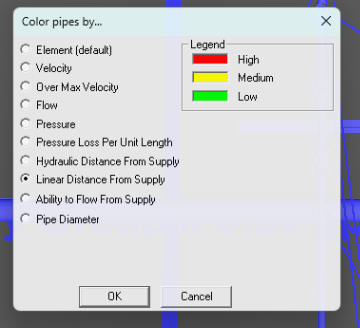 Color pipes by...
Element (default)
Velocity
Over Max Velocity
Flow
Pressure
Pressure Loss Per Unit Length
Hydraulic Distance From Supply
Linear Distance From Supply
Ability to Flow From Supply
Pipe Diameter
Legend
High
Medium
Low
OK
Cancel